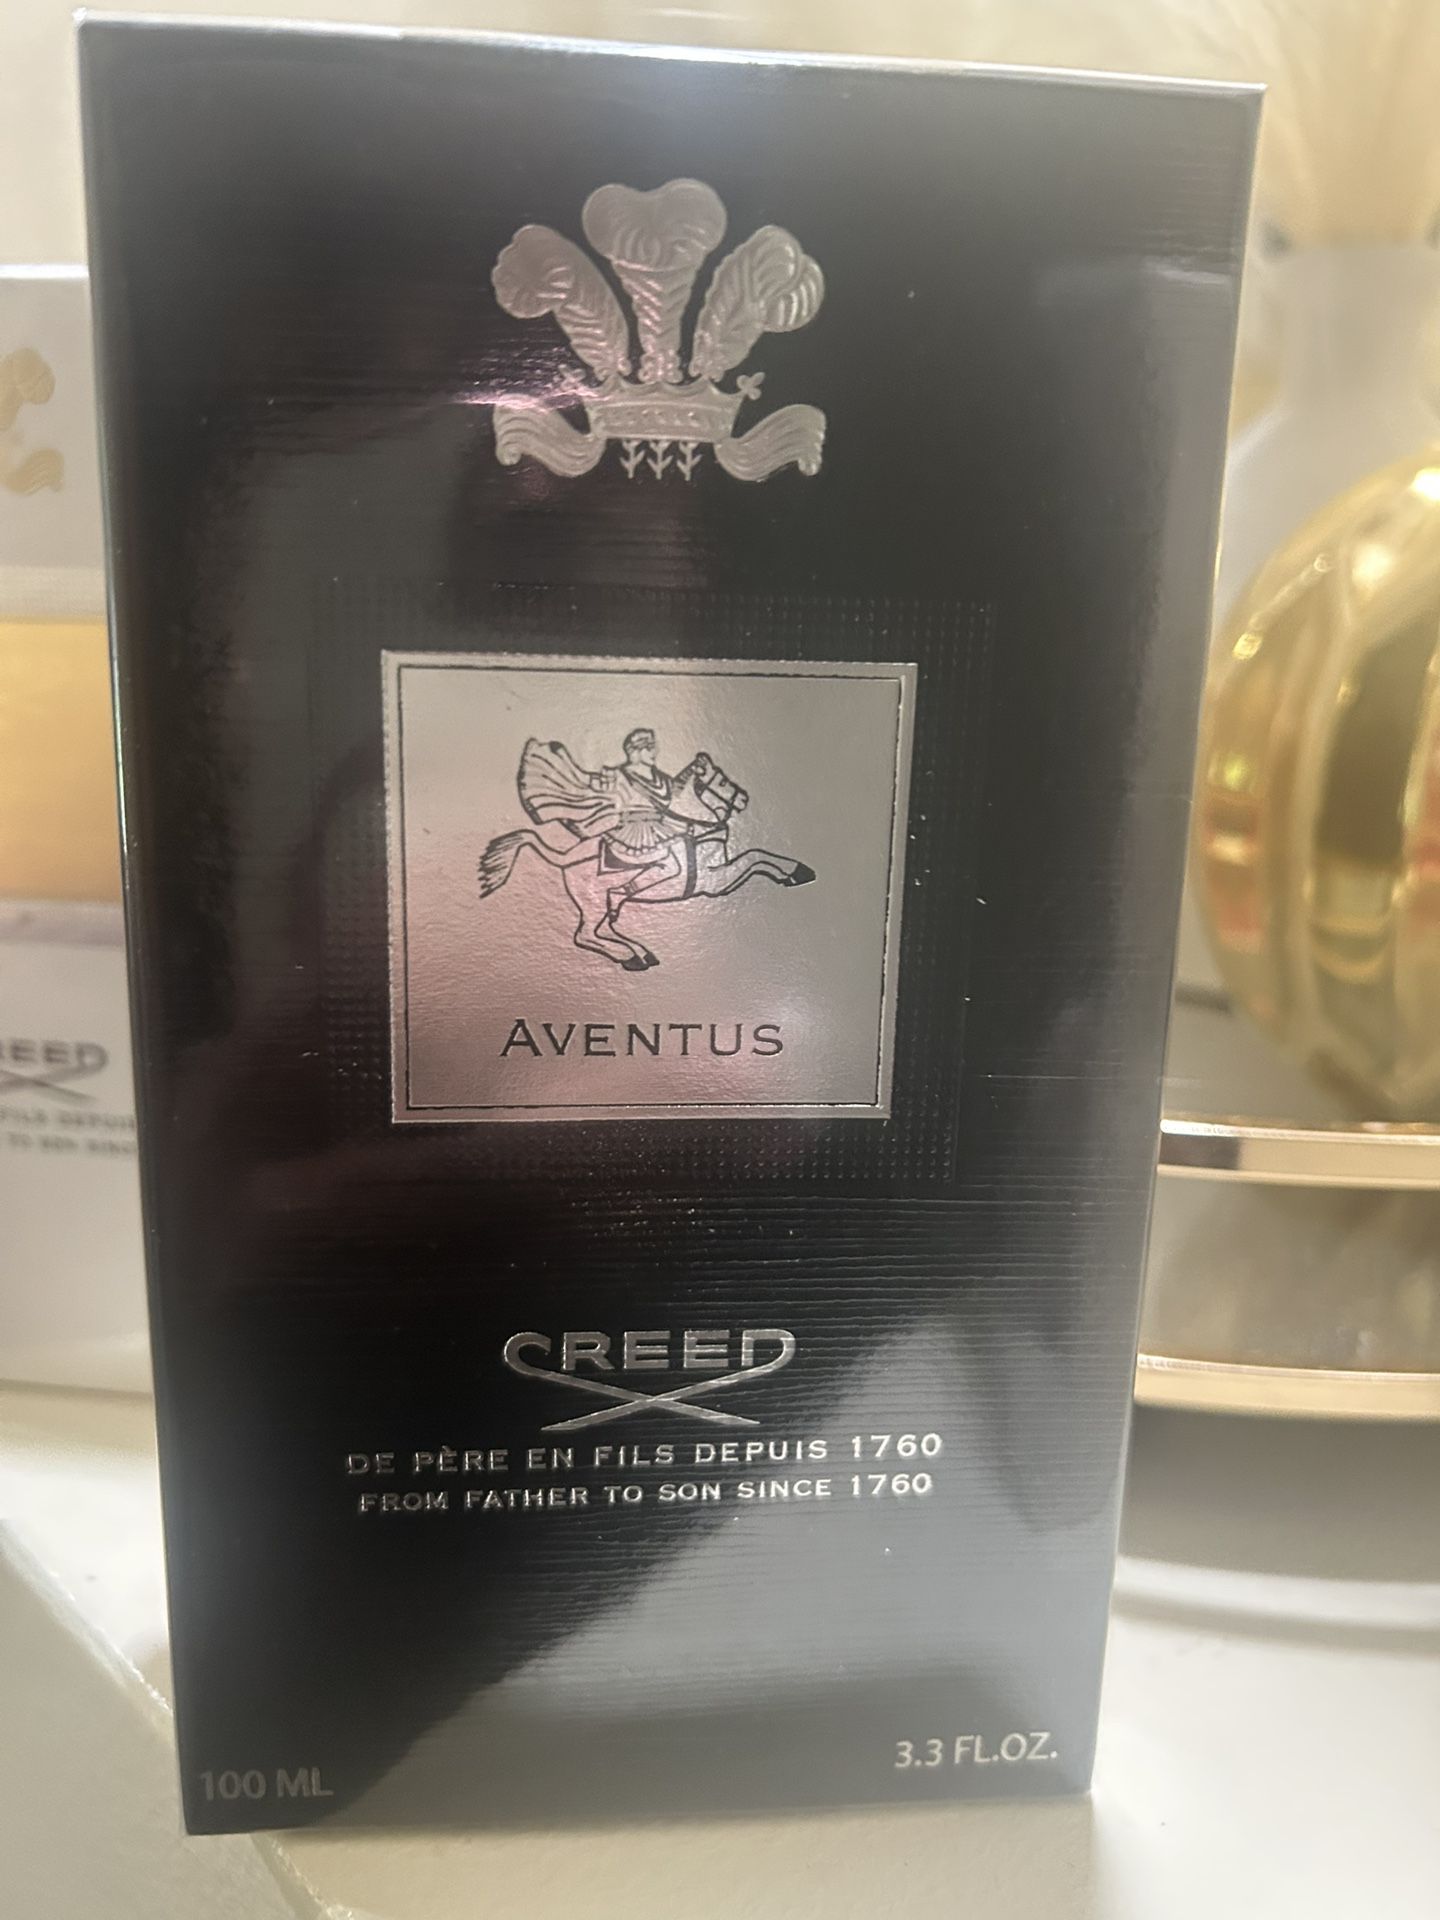 AVENTUS
CREED
DE PÈRE EN FILS DEPUIS 1760
FROM FATHER TO SON SINCE 1760
100 ML
3.3 FL.OZ.